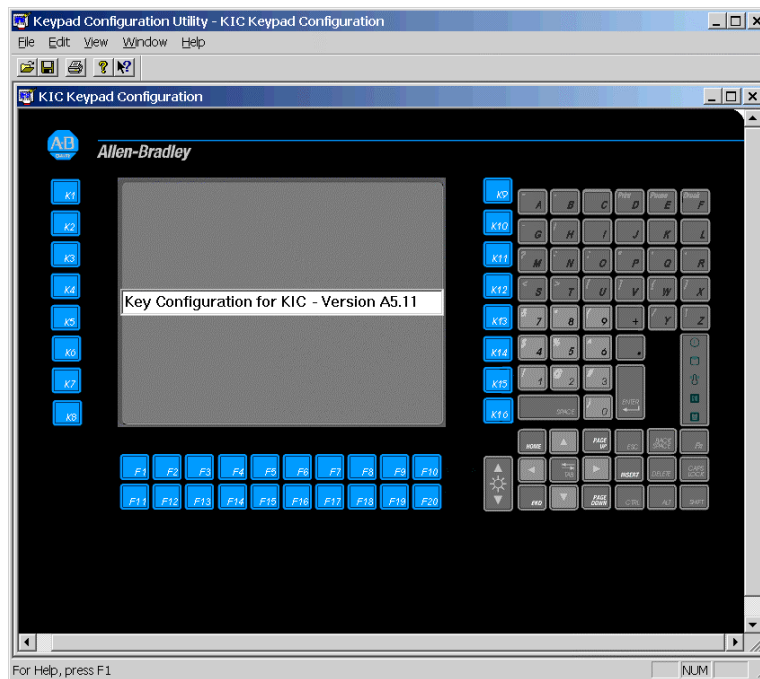 Keypad Configuration Utility - KIC Keypad Configuration
File Edit View Window Help
KIC Keypad Configuration
AB
Allen-Bradley
K1
K2
K3
K4
K5
K6
K7
K8
Key Configuration for KIC - Version A5.11
K9
K10
K11
K12
K13
K14
K15
K16
A B C D E F
G H I J K L
M N O P Q R
S T U V W X
7 8 9 + Y Z
4 5 6 .
1 2 3
SPACE 0 ENTER
HOME PAGE UP ESC BACK SPACE
TAB INSERT DELETE CAPS LOCK
END PAGE DOWN CTRL ALT SHIFT
F1 F2 F3 F4 F5 F6 F7 F8 F9 F10
F11 F12 F13 F14 F15 F16 F17 F18 F19 F20
For Help, press F1
NUM